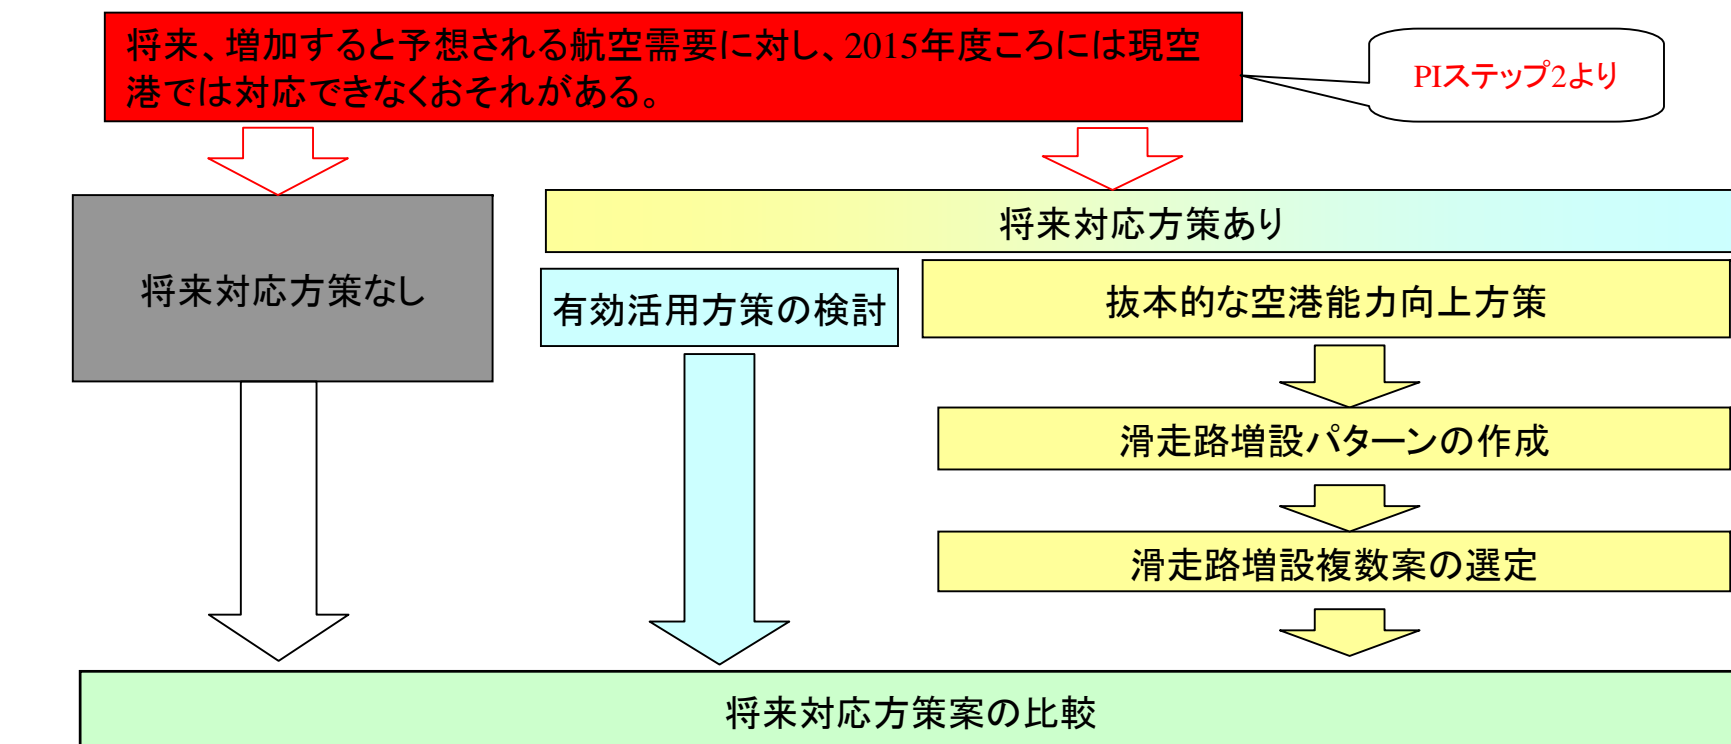 将来、増加すると予想される航空需要に対し、2015年度ころには現空
港では対応できなくおそれがある。
PIステップ2より
将来対応方策なし
将来対応方策あり
有効活用方策の検討
抜本的な空港能力向上方策
滑走路増設パターンの作成
滑走路増設複数案の選定
将来対応方策案の比較